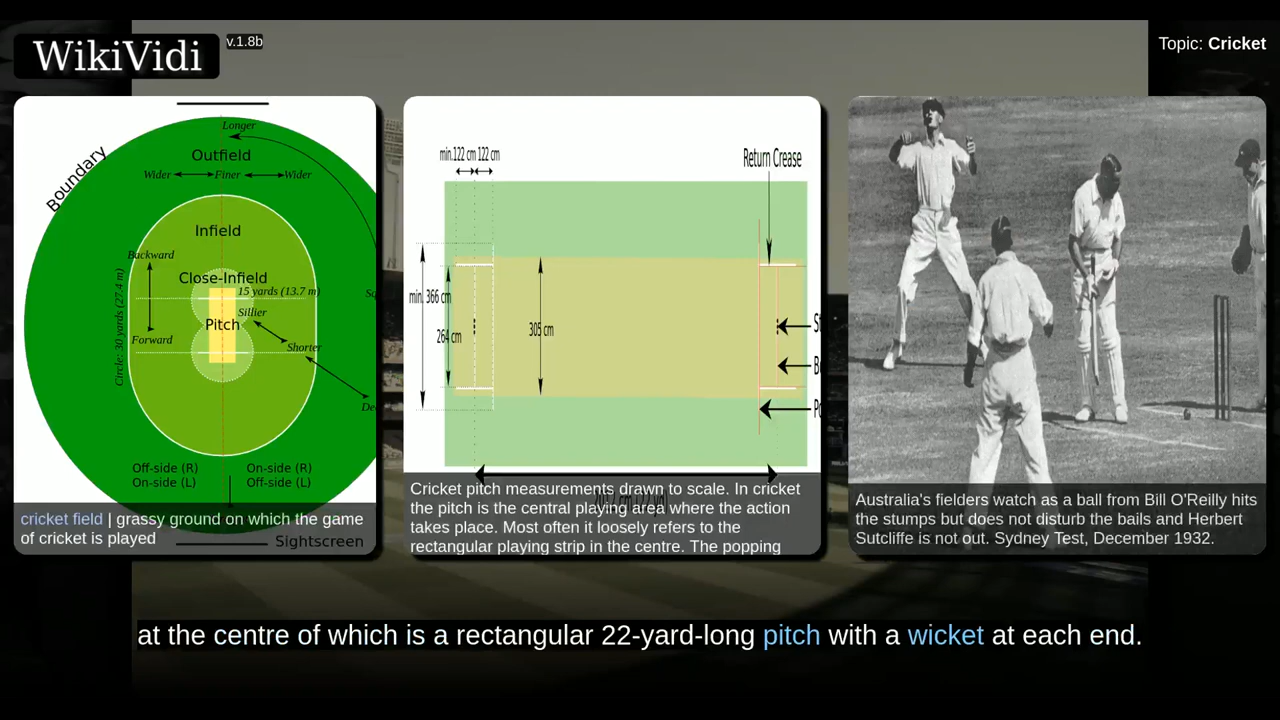 WikiVidi
v.1.8b
Topic: Cricket
Longer
Boundary
Outfield
Wider
Finer
Wider
Infield
Backward
Close-Infield
15 yards (13.7 m)
Sillier
Pitch
Forward
Shorter
Circle: 30 yards (27.4 m)
Off-side (R)
On-side (L)
On-side (R)
Off-side (L)
Sightscreen
cricket field | grassy ground on which the game
of cricket is played
min.122 cm 122 cm
Return Crease
min. 366 cm
264 cm
305 cm
Cricket pitch measurements drawn to scale. In cricket
the pitch is the central playing area where the action
takes place. Most often it loosely refers to the
rectangular playing strip in the centre. The popping
Australia's fielders watch as a ball from Bill O'Reilly hits
the stumps but does not disturb the bails and Herbert
Sutcliffe is not out. Sydney Test, December 1932.
at the centre of which is a rectangular 22-yard-long pitch with a wicket at each end.